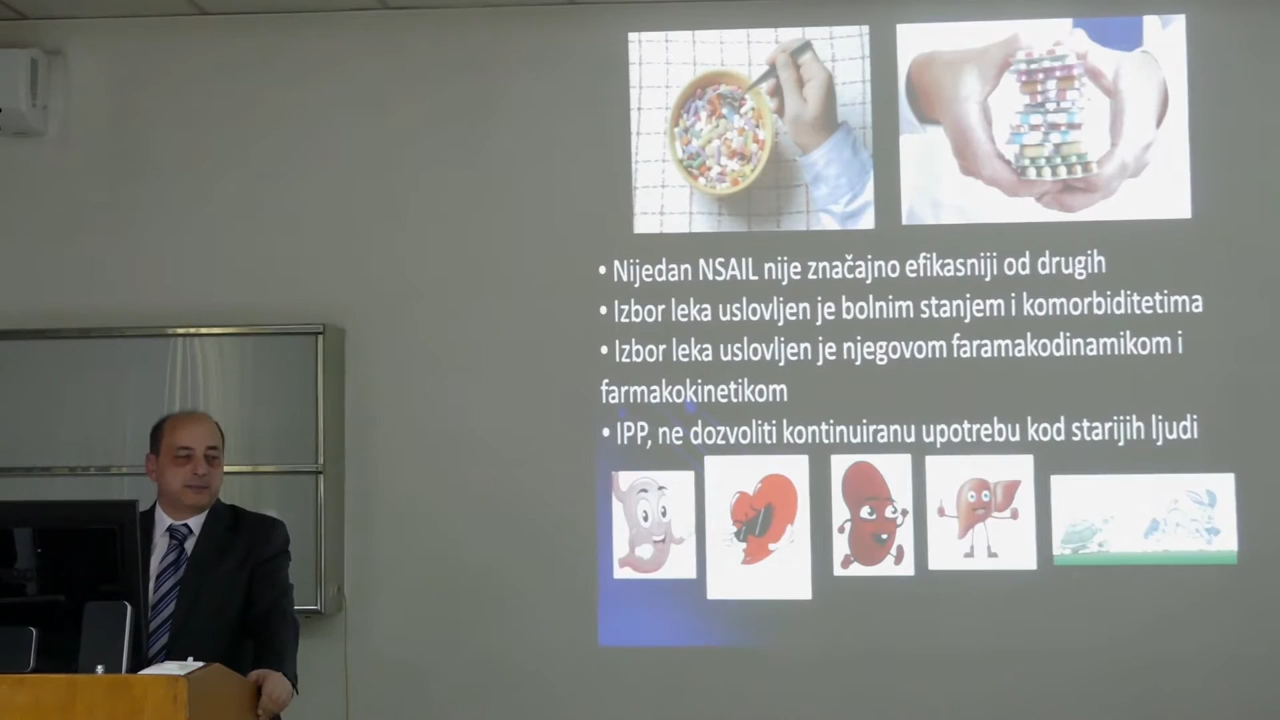 • Nijedan NSAIL nije značajno efikasniji od drugih
• Izbor leka uslovljen je bolnim stanjem i komorbiditetima
• Izbor leka uslovljen je njegovom faramakodinamikom i
farmakokinetikom
• IPP, ne dozvoliti kontinuiranu upotrebu kod starijih ljudi